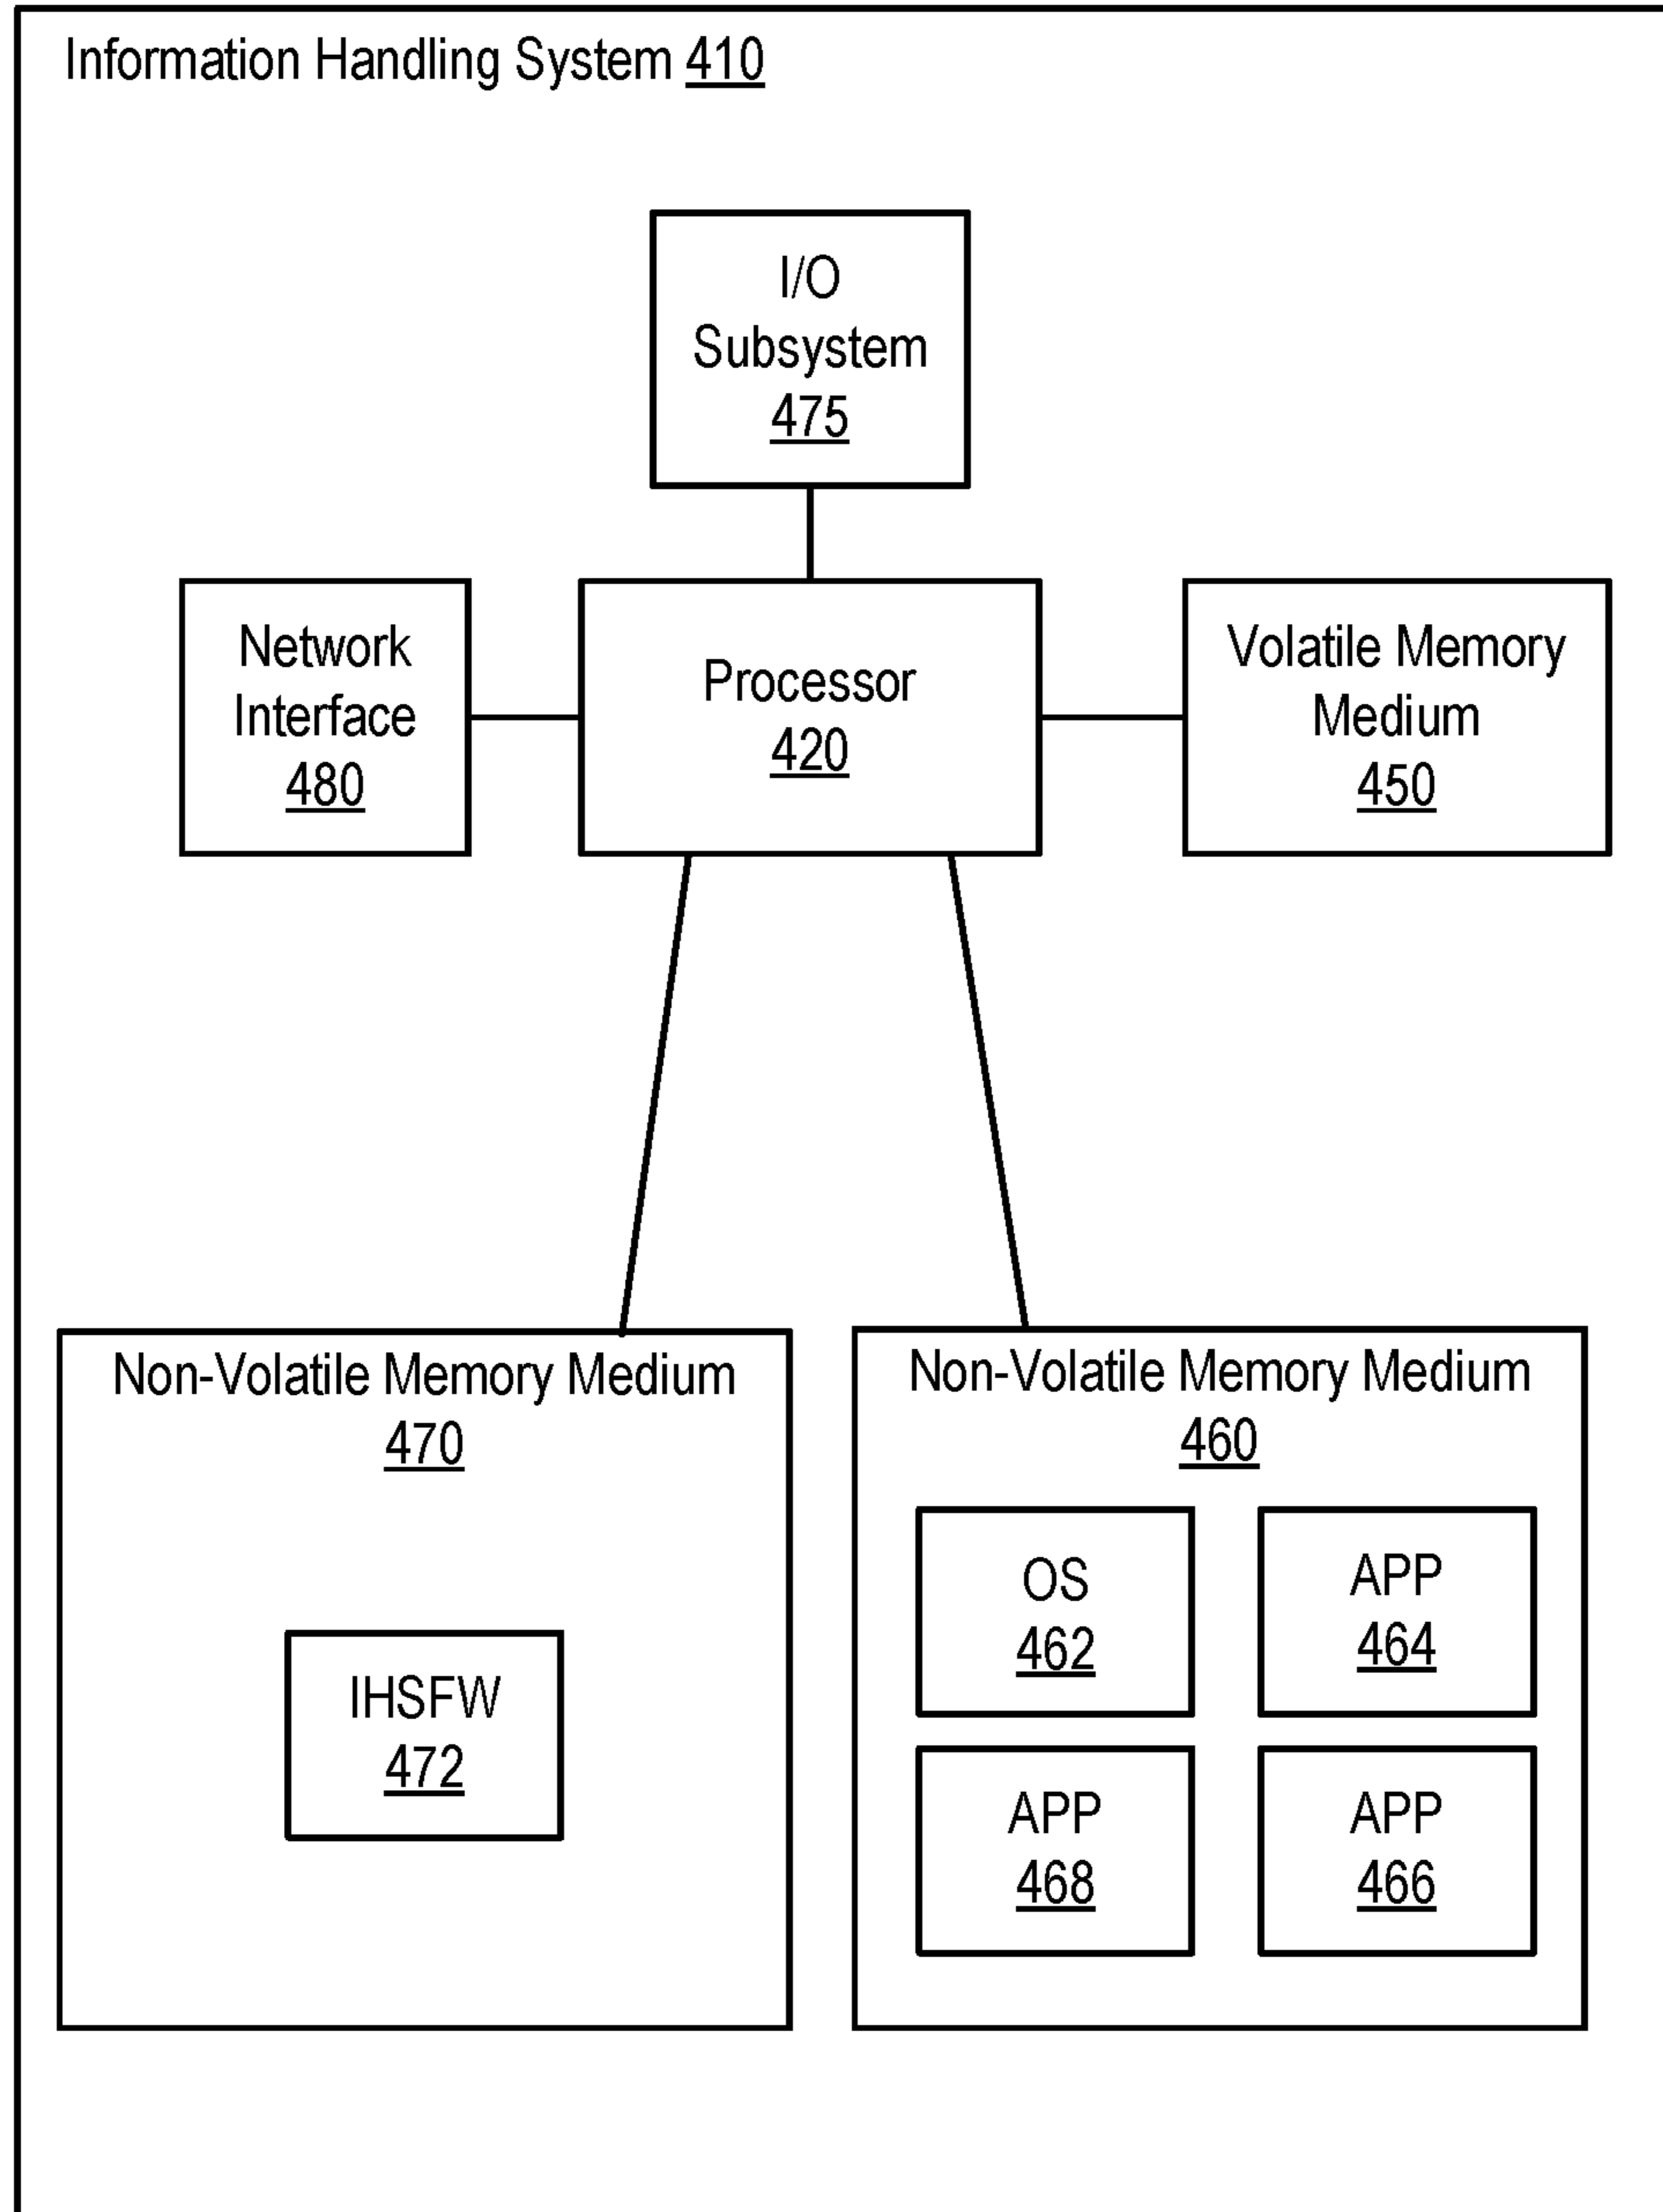 Information Handling System 410
I/O
Subsystem
475
Network
Interface
480
Processor
420
Volatile Memory
Medium
450
Non-Volatile Memory Medium
470
IHSFW
472
Non-Volatile Memory Medium
460
OS
462
APP
464
APP
468
APP
466